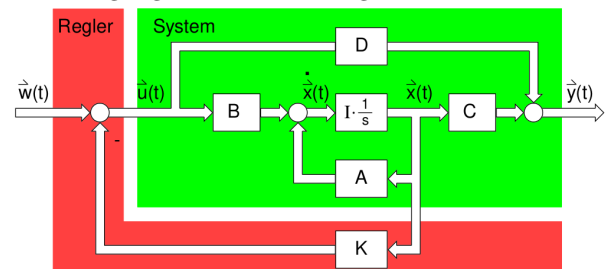 Regler System
D
w(t) u(t) B ẋ(t) I·1/s x(t) C y(t)
-
A
K